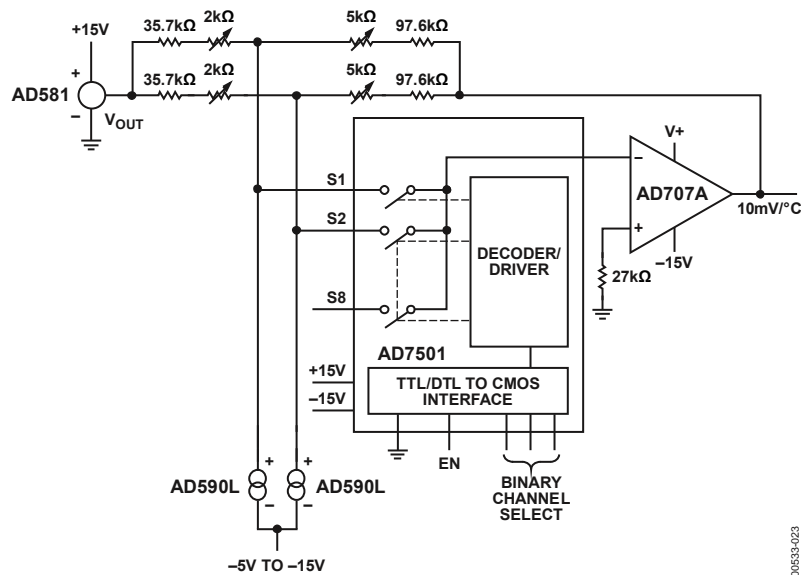 +15V
35.7kΩ
2kΩ
5kΩ
97.6kΩ
35.7kΩ
2kΩ
5kΩ
97.6kΩ
+
AD581
–
VOUT
S1
S2
S8
DECODER/
DRIVER
AD7501
TTL/DTL TO CMOS
INTERFACE
+15V
–15V
EN
BINARY
CHANNEL
SELECT
V+
–
AD707A
+
–15V
10mV/°C
27kΩ
+
AD590L
–
+
AD590L
–
–5V TO –15V
00533-023